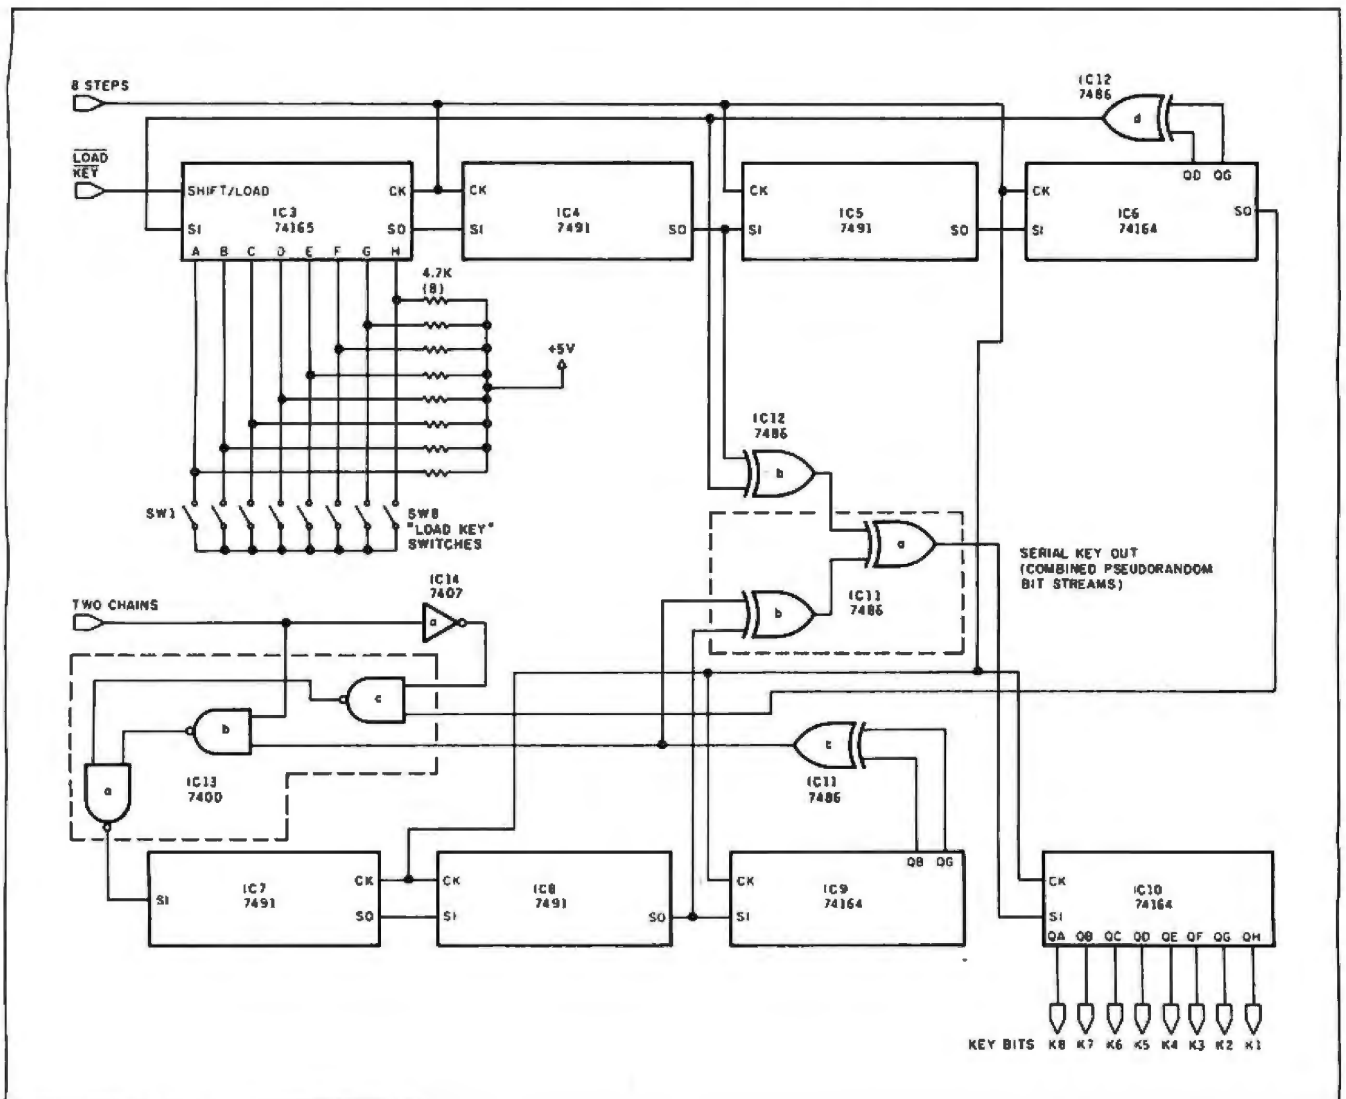 8 STEPS
IC12
7486
d
LOAD
KEY
SHIFT/LOAD
CK
IC3
74165
SI
SO
A B C D E F G H
CK
IC4
7491
SI
SO
CK
IC5
7491
SI
SO
QD QG
CK
SO
IC6
74164
SI
4.7K
(8)
+5V
IC12
7486
b
SW1
SW8
"LOAD KEY"
SWITCHES
a
SERIAL KEY OUT
(COMBINED PSEUDORANDOM
BIT STREAMS)
IC11
7486
b
IC14
7407
TWO CHAINS
a
c
b
IC13
7400
a
c
IC11
7486
CK
IC7
7491
SI
SO
CK
IC8
7491
SI
SO
QB QG
CK
IC9
74164
SI
CK
IC10
74164
SI
QA QB QC QD QE QF QG QH
KEY BITS K8 K7 K6 K5 K4 K3 K2 K1